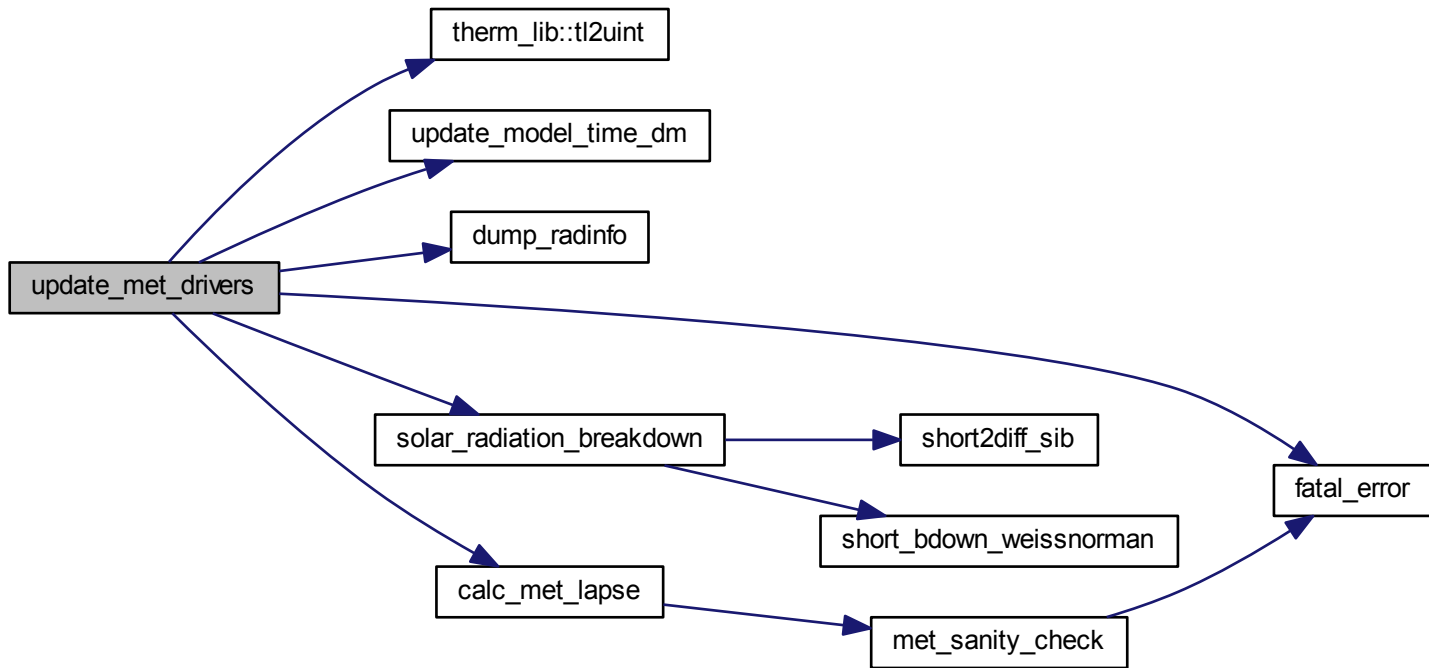 therm_lib::tl2uint
update_model_time_dm
dump_radinfo
update_met_drivers
solar_radiation_breakdown
short2diff_sib
fatal_error
short_bdown_weissnorman
calc_met_lapse
met_sanity_check